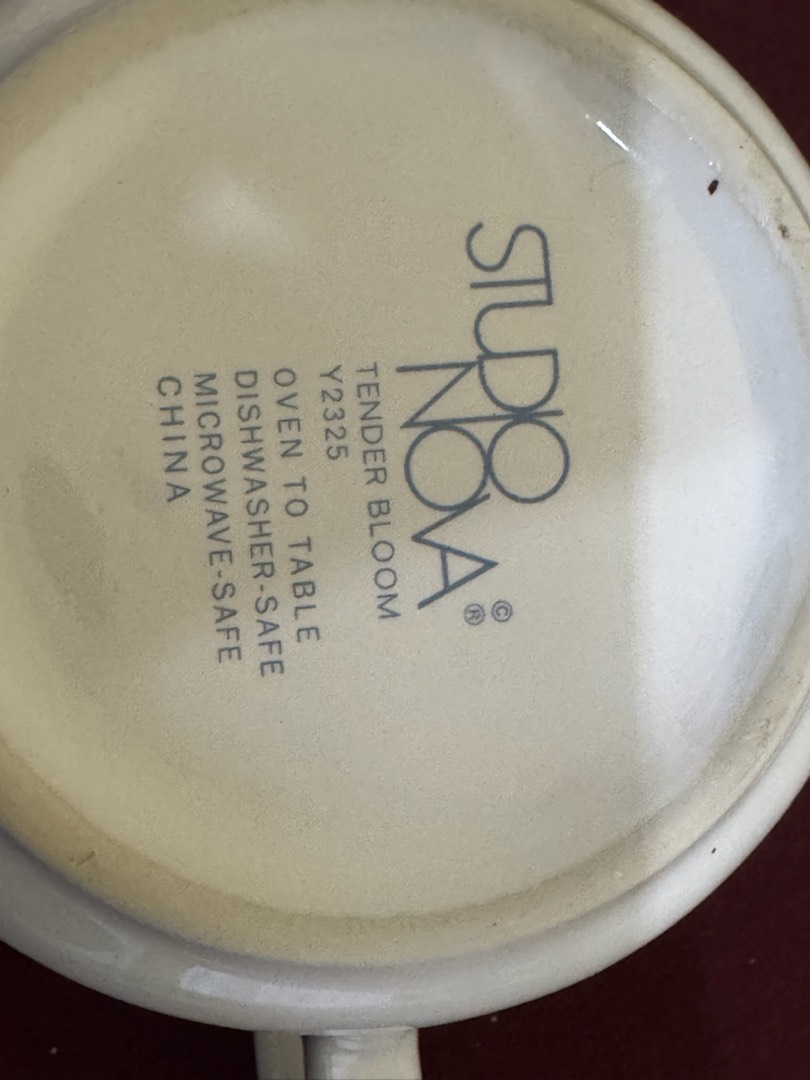 STUDIO
NOVA © ®
TENDER BLOOM
Y2325
OVEN TO TABLE
DISHWASHER-SAFE
MICROWAVE-SAFE
CHINA